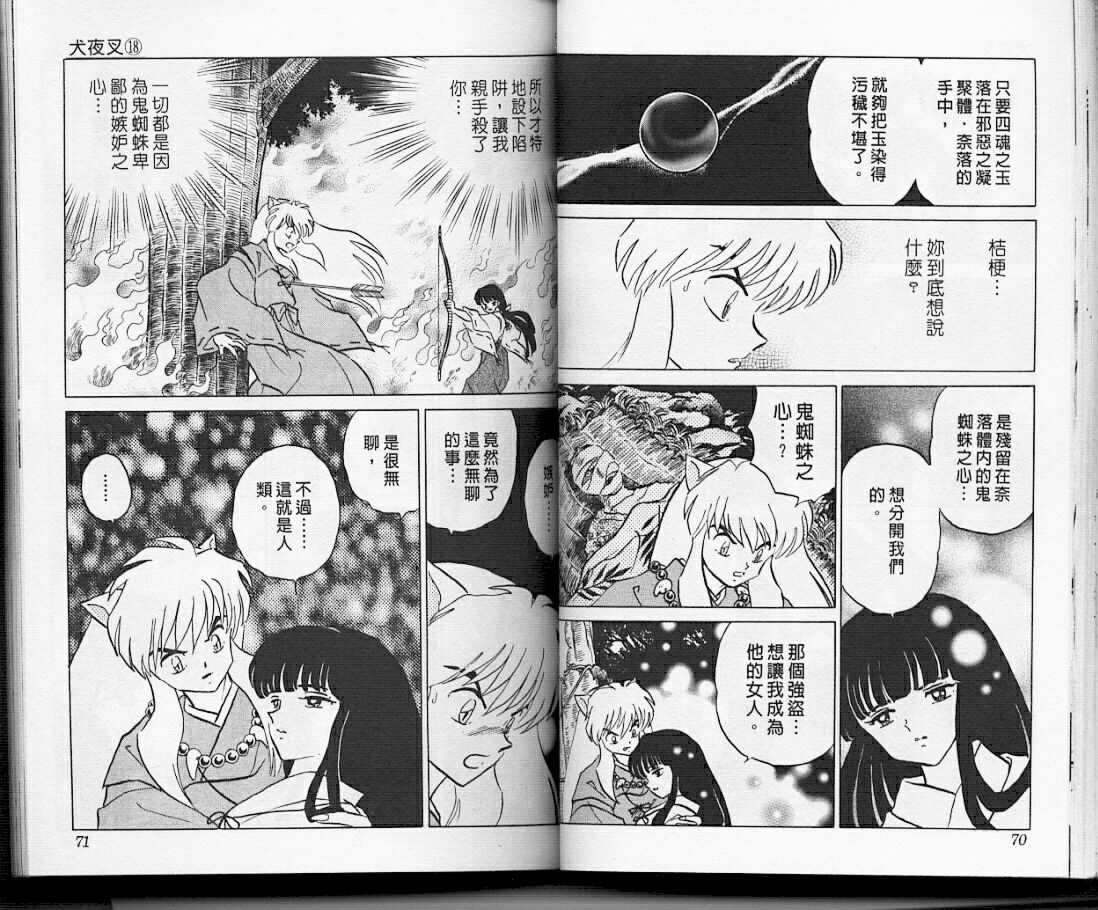 只要四魂之玉
落在邪惡之凝
聚體．奈落的
手中，
就夠把玉染得
污穢不堪了。
桔梗…
妳到底想說
什麼？
是殘留在奈
落體內的鬼
蜘蛛之心…
想分開我們
的。
鬼蜘蛛之
心…？
那個強盜…
想讓我成為
他的女人。
70
犬夜叉⑱
所以才特
地設下陷
阱，讓我
親手殺了
你…
一切都是因
為鬼蜘蛛卑
鄙的嫉妒之
心…
嫉妒……
竟然為了
這麼無聊
的事…
是很無
聊，
不過……
這就是人
類。
……
71